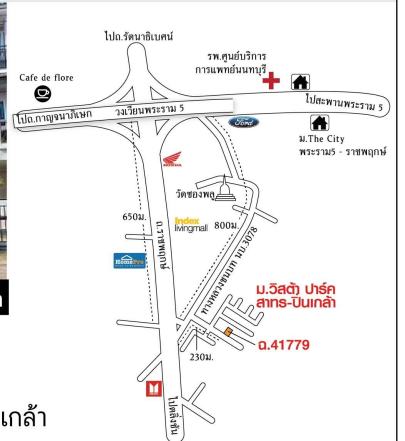 ไปถ.รัตนาธิเบศน์
รพ.ศูนย์บริการ
การแพทย์นนทบุรี
Cafe de flore
ไปสะพานพระราม 5
ไปถ.กาญจนาภิเษก
วงเวียนพระราม 5
Ford
ม.The City
พระราม5 - ราชพฤกษ์
HONDA
วัดซองพลู
650ม.
index
livingmall
800ม.
ถ.ราชพฤกษ์
ทางหลวงชนบท นบ.3078
HomePro
ม.วิสต้า ปาร์ค
สาทร-ปิ่นเกล้า
ฉ.41779
230ม.
ไปตลิ่งชัน
เกล้า